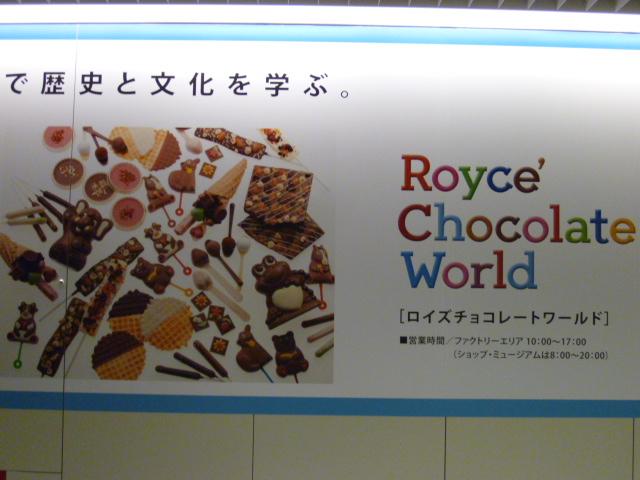 で歴史と文化を学ぶ。
Royce'
Chocolate
World
［ロイズチョコレートワールド］
■営業時間／ファクトリーエリア 10:00〜17:00
（ショップ・ミュージアムは8:00〜20:00）